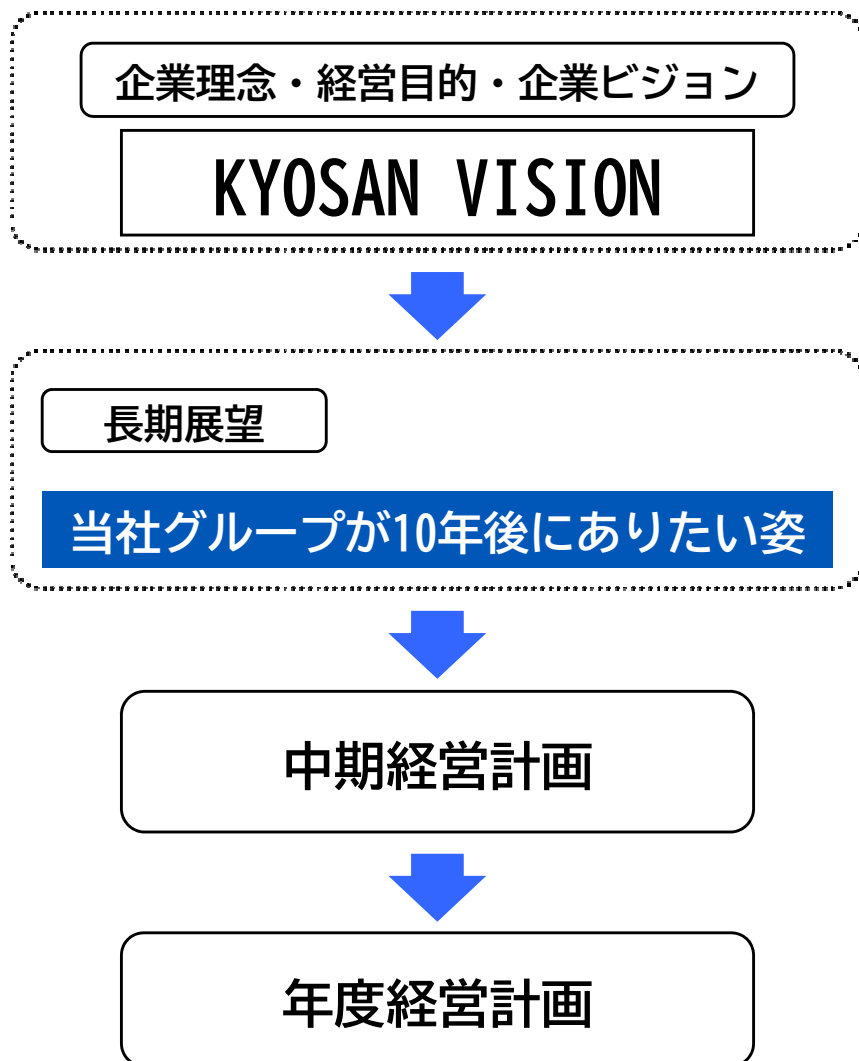 企業理念・経営目的・企業ビジョン
KYOSAN VISION
長期展望
当社グループが10年後にありたい姿
中期経営計画
年度経営計画